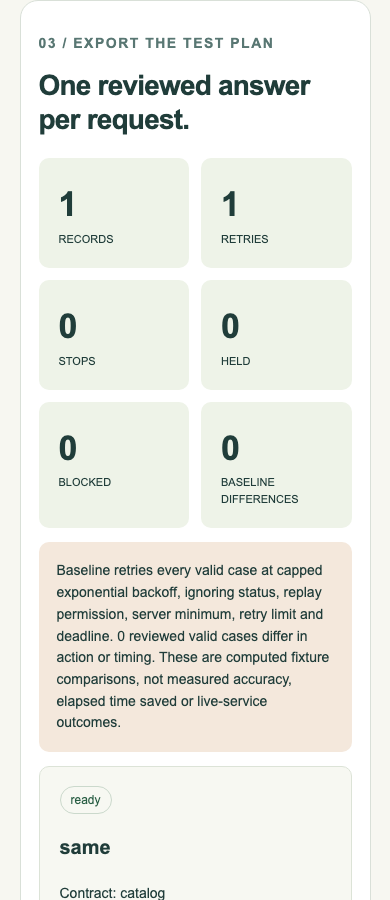 03 / EXPORT THE TEST PLAN
One reviewed answer
per request.
1
RECORDS
1
RETRIES
0
STOPS
0
HELD
0
BLOCKED
0
BASELINE
DIFFERENCES
Baseline retries every valid case at capped
exponential backoff, ignoring status, replay
permission, server minimum, retry limit and
deadline. 0 reviewed valid cases differ in
action or timing. These are computed fixture
comparisons, not measured accuracy,
elapsed time saved or live-service
outcomes.
ready
same
Contract: catalog